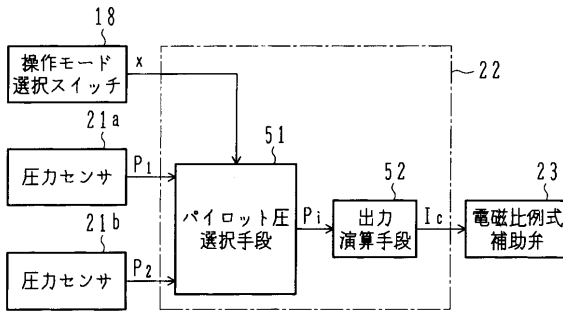 18
操作モード
選択スイッチ
x
22
21a
圧力センサ
P1
51
パイロット圧
選択手段
Pi
52
出力
演算手段
Ic
23
電磁比例式
補助弁
21b
圧力センサ
P2